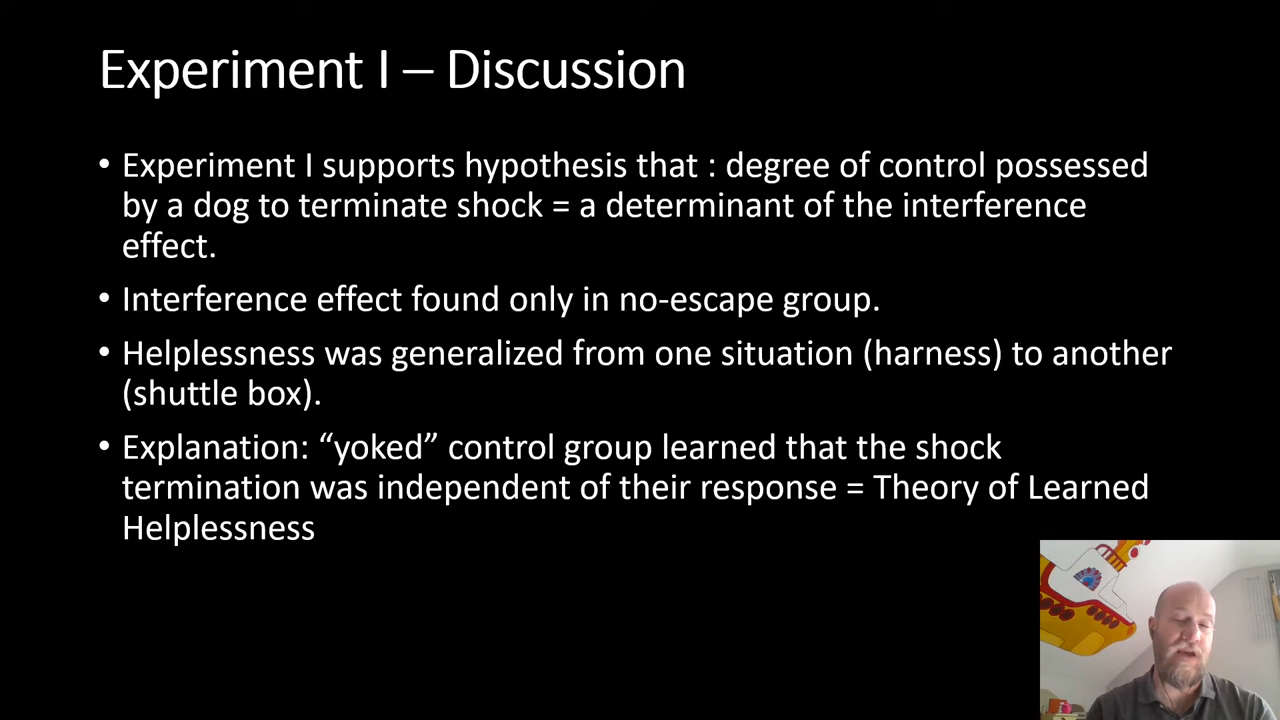 Experiment I – Discussion
• Experiment I supports hypothesis that : degree of control possessed
by a dog to terminate shock = a determinant of the interference
effect.
• Interference effect found only in no-escape group.
• Helplessness was generalized from one situation (harness) to another
(shuttle box).
• Explanation: “yoked” control group learned that the shock
termination was independent of their response = Theory of Learned
Helplessness